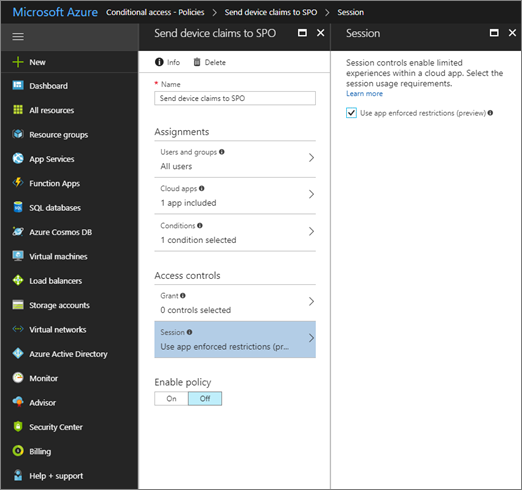 Microsoft Azure Conditional access - Policies > Send device claims to SPO > Session
New
Dashboard
All resources
Resource groups
App Services
Function Apps
SQL databases
Azure Cosmos DB
Virtual machines
Load balancers
Storage accounts
Virtual networks
Azure Active Directory
Monitor
Advisor
Security Center
Billing
Help + support
Send device claims to SPO
Info Delete
* Name
Send device claims to SPO
Assignments
Users and groups
All users
Cloud apps
1 app included
Conditions
1 condition selected
Access controls
Grant
0 controls selected
Session
Use app enforced restrictions (pr...
Enable policy
On Off
Session
Session controls enable limited
experiences within a cloud app. Select the
session usage requirements.
Learn more
Use app enforced restrictions (preview)